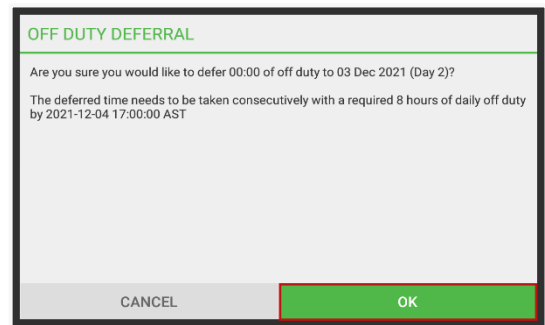 OFF DUTY DEFERRAL
Are you sure you would like to defer 00:00 of off duty to 03 Dec 2021 (Day 2)?
The deferred time needs to be taken consecutively with a required 8 hours of daily off duty
by 2021-12-04 17:00:00 AST
CANCEL
OK